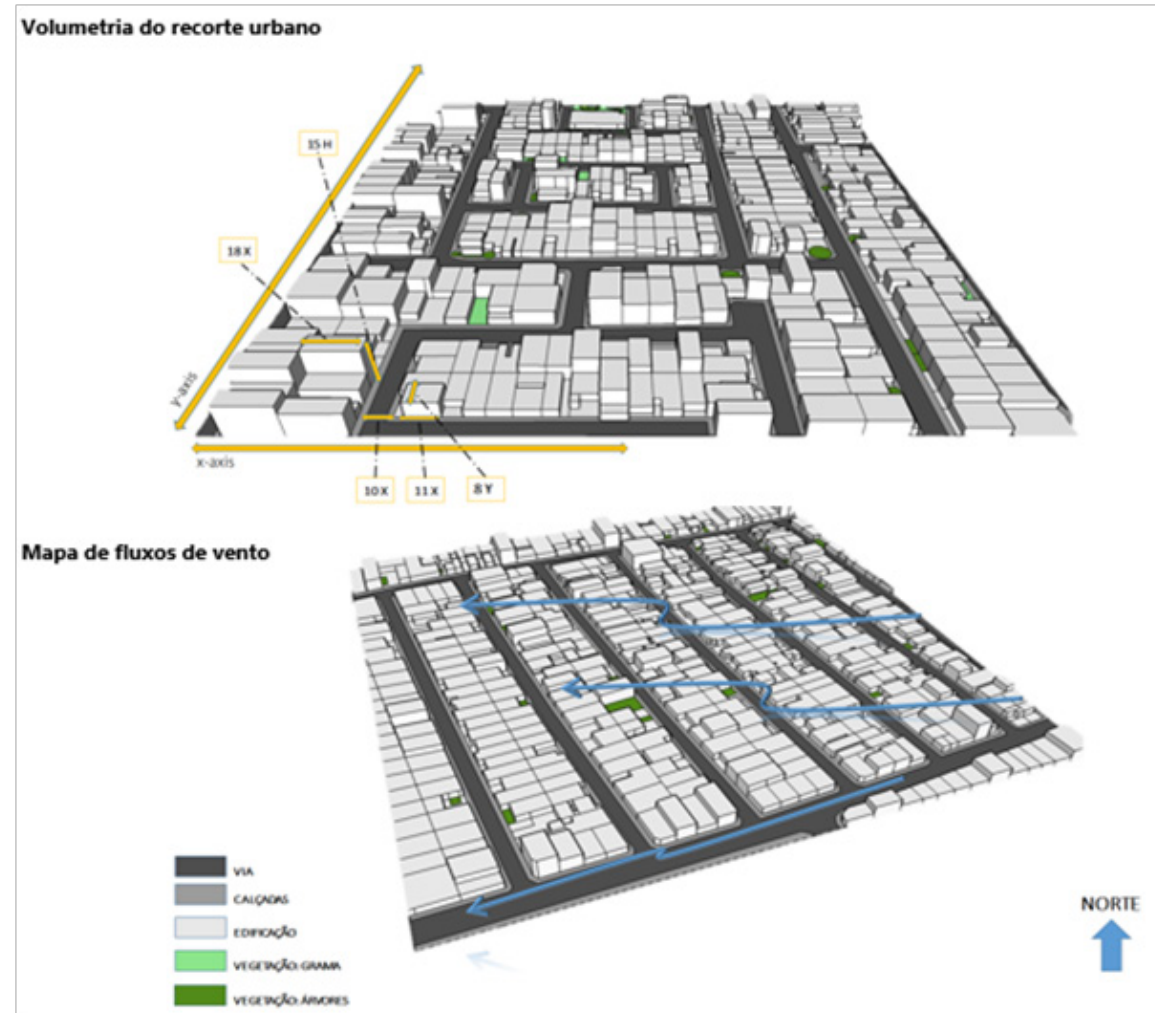 Volumetria do recorte urbano
15 H
18 X
y-axis
x-axis
10 X
11 X
8 Y
Mapa de fluxos de vento
VIA
CALÇADAS
EDIFICAÇÃO
VEGETAÇÃO: GRAMA
VEGETAÇÃO: ÁRVORES
NORTE